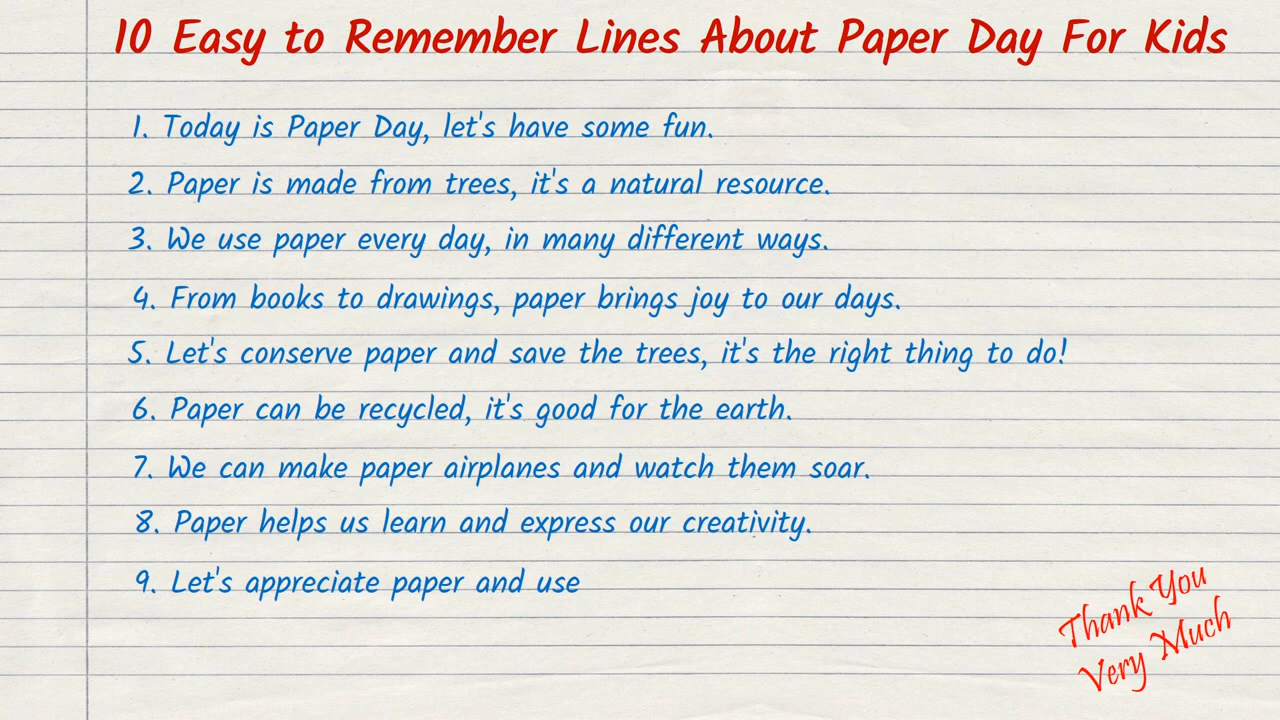 10 Easy to Remember Lines About Paper Day For Kids
1. Today is Paper Day, let's have some fun.
2. Paper is made from trees, it's a natural resource.
3. We use paper every day, in many different ways.
4. From books to drawings, paper brings joy to our days.
5. Let's conserve paper and save the trees, it's the right thing to do!
6. Paper can be recycled, it's good for the earth.
7. We can make paper airplanes and watch them soar.
8. Paper helps us learn and express our creativity.
9. Let's appreciate paper and use
Thank You
Very Much